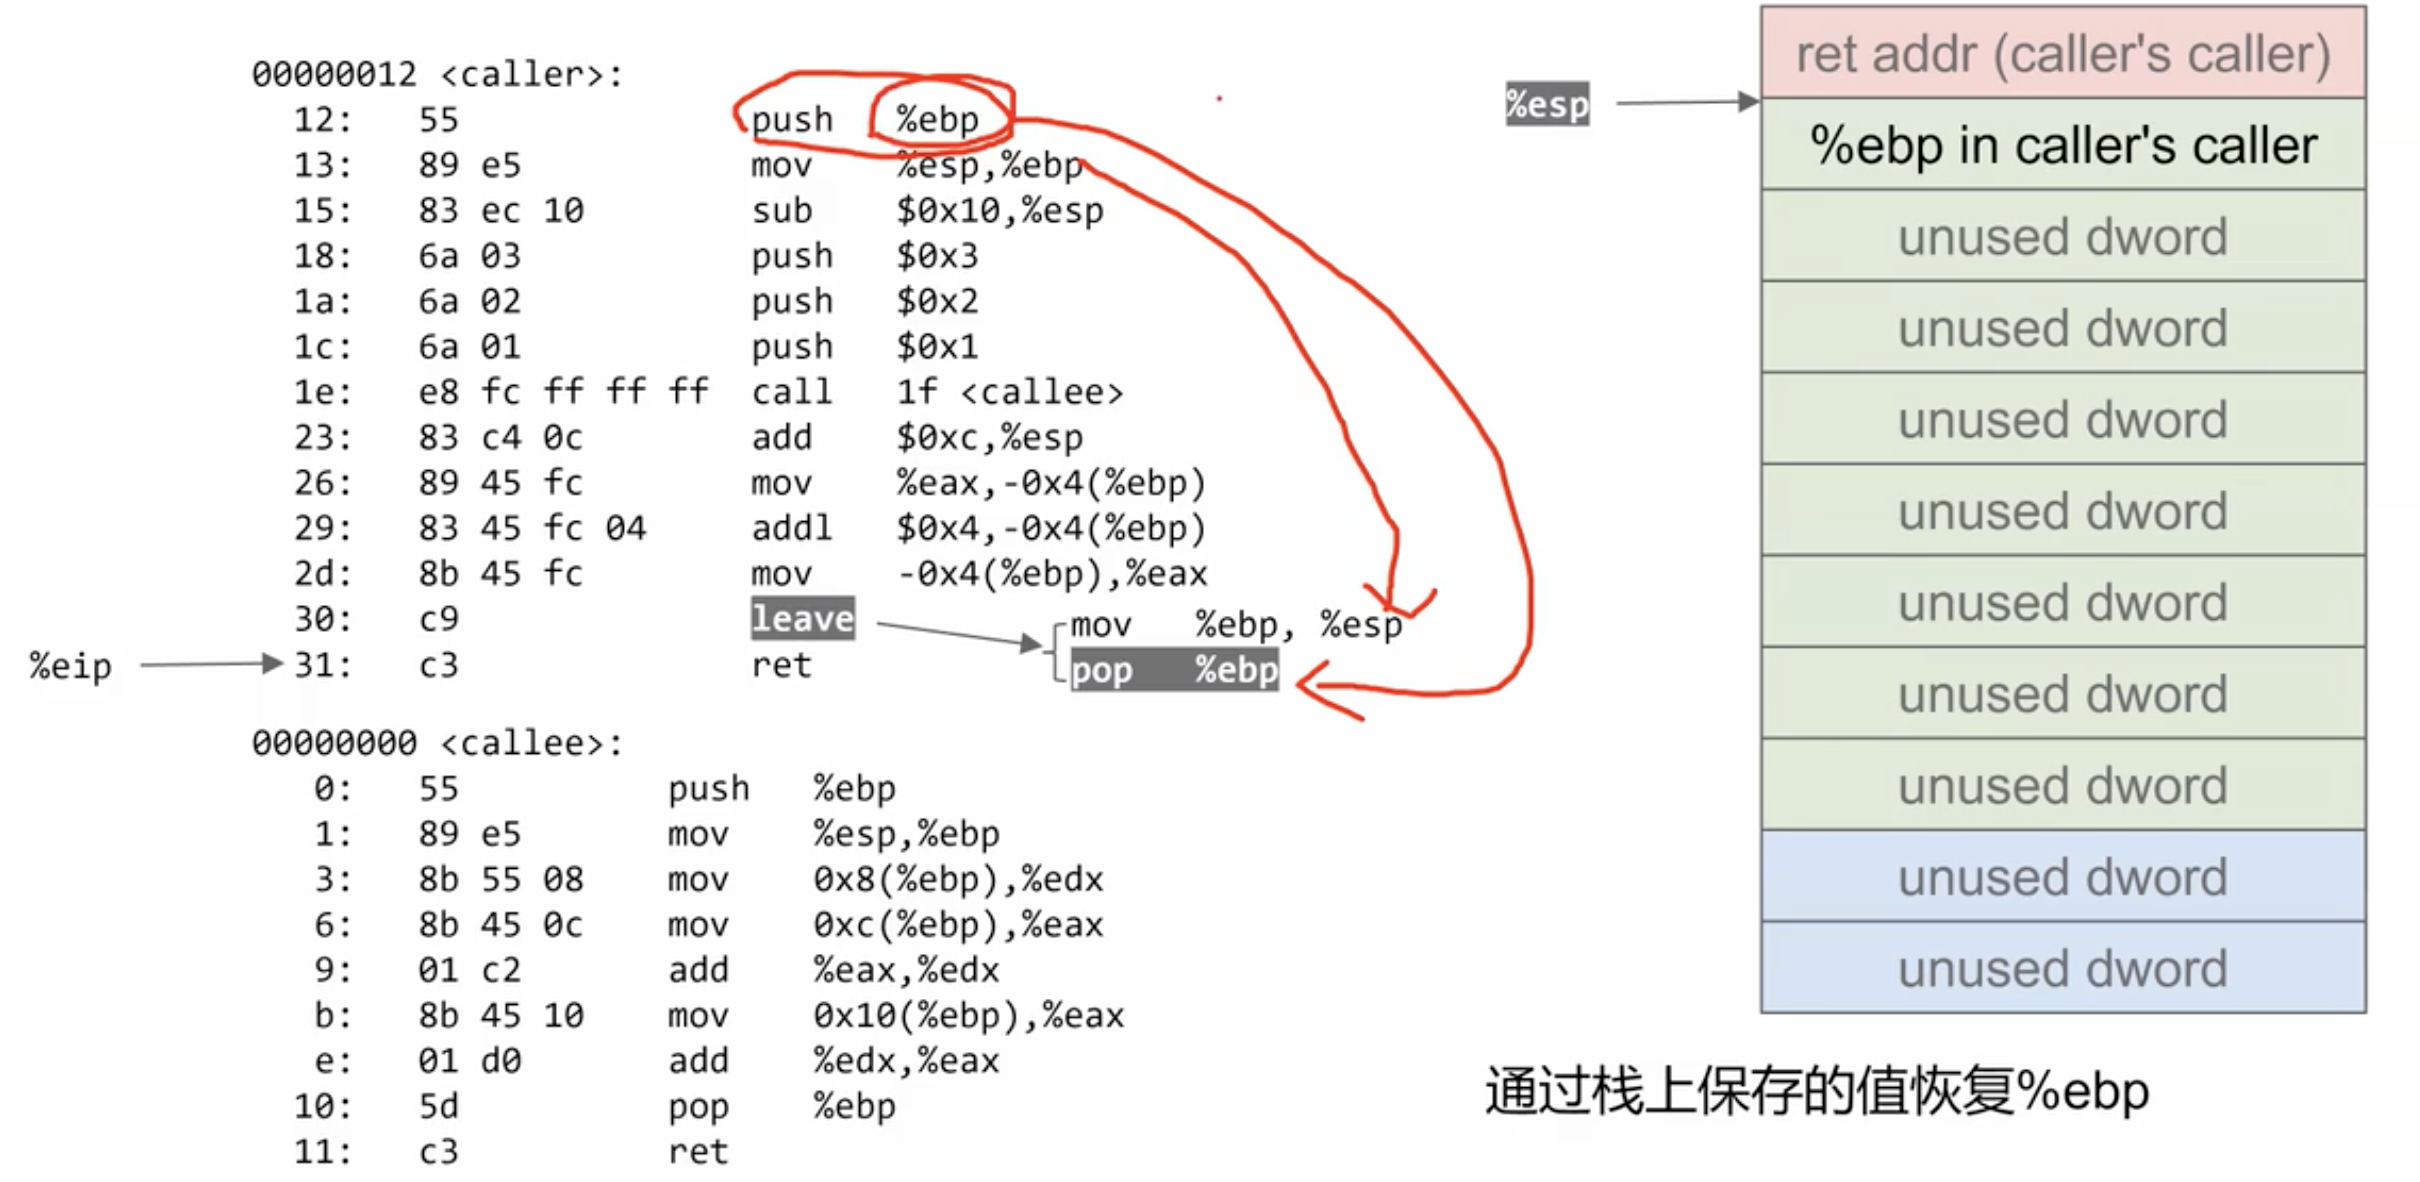 00000012 <caller>:
12: 55 push %ebp
13: 89 e5 mov %esp,%ebp
15: 83 ec 10 sub $0x10,%esp
18: 6a 03 push $0x3
1a: 6a 02 push $0x2
1c: 6a 01 push $0x1
1e: e8 fc ff ff ff call 1f <callee>
23: 83 c4 0c add $0xc,%esp
26: 89 45 fc mov %eax,-0x4(%ebp)
29: 83 45 fc 04 addl $0x4,-0x4(%ebp)
2d: 8b 45 fc mov -0x4(%ebp),%eax
30: c9 leave
mov %ebp, %esp
%eip
31: c3 ret
pop %ebp
00000000 <callee>:
0: 55 push %ebp
1: 89 e5 mov %esp,%ebp
3: 8b 55 08 mov 0x8(%ebp),%edx
6: 8b 45 0c mov 0xc(%ebp),%eax
9: 01 c2 add %eax,%edx
b: 8b 45 10 mov 0x10(%ebp),%eax
e: 01 d0 add %edx,%eax
10: 5d pop %ebp
11: c3 ret
%esp
ret addr (caller's caller)
%ebp in caller's caller
unused dword
unused dword
unused dword
unused dword
unused dword
unused dword
unused dword
unused dword
unused dword
通过栈上保存的值恢复%ebp